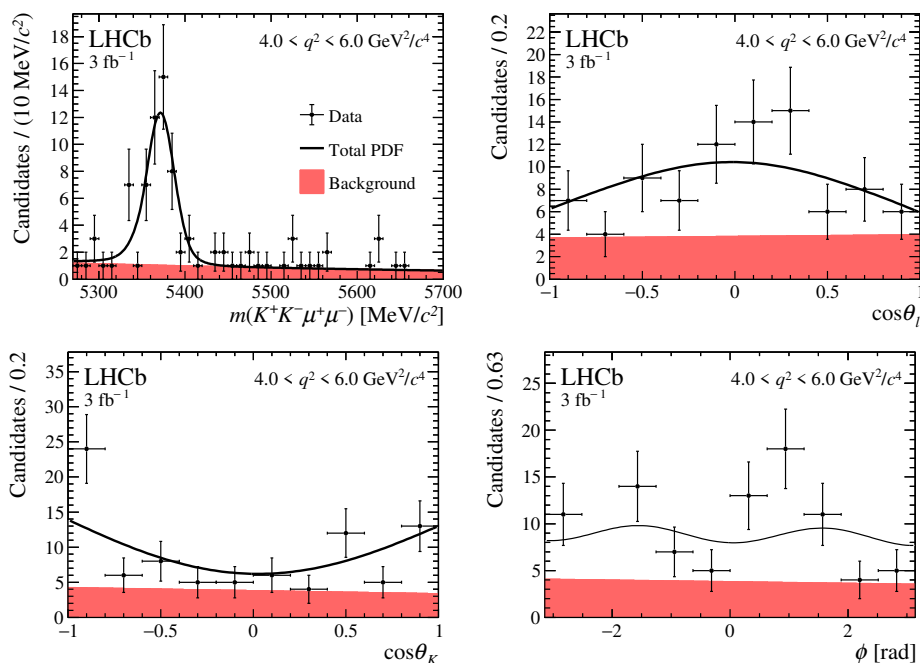 LHCb
3 fb⁻¹
4.0 < q² < 6.0 GeV²/c⁴
Candidates / (10 MeV/c²)
18
16
14
12
10
8
6
4
2
0
Data
Total PDF
Background
5300 5400 5500 5600 5700
m(K⁺K⁻μ⁺μ⁻) [MeV/c²]
LHCb
3 fb⁻¹
4.0 < q² < 6.0 GeV²/c⁴
Candidates / 0.2
22
20
18
16
14
12
10
8
6
4
2
0
-1 -0.5 0 0.5 1
cosθ_l
LHCb
3 fb⁻¹
4.0 < q² < 6.0 GeV²/c⁴
Candidates / 0.2
35
30
25
20
15
10
5
0
-1 -0.5 0 0.5 1
cosθ_K
LHCb
3 fb⁻¹
4.0 < q² < 6.0 GeV²/c⁴
Candidates / 0.63
25
20
15
10
5
0
-2 0 2
ϕ [rad]